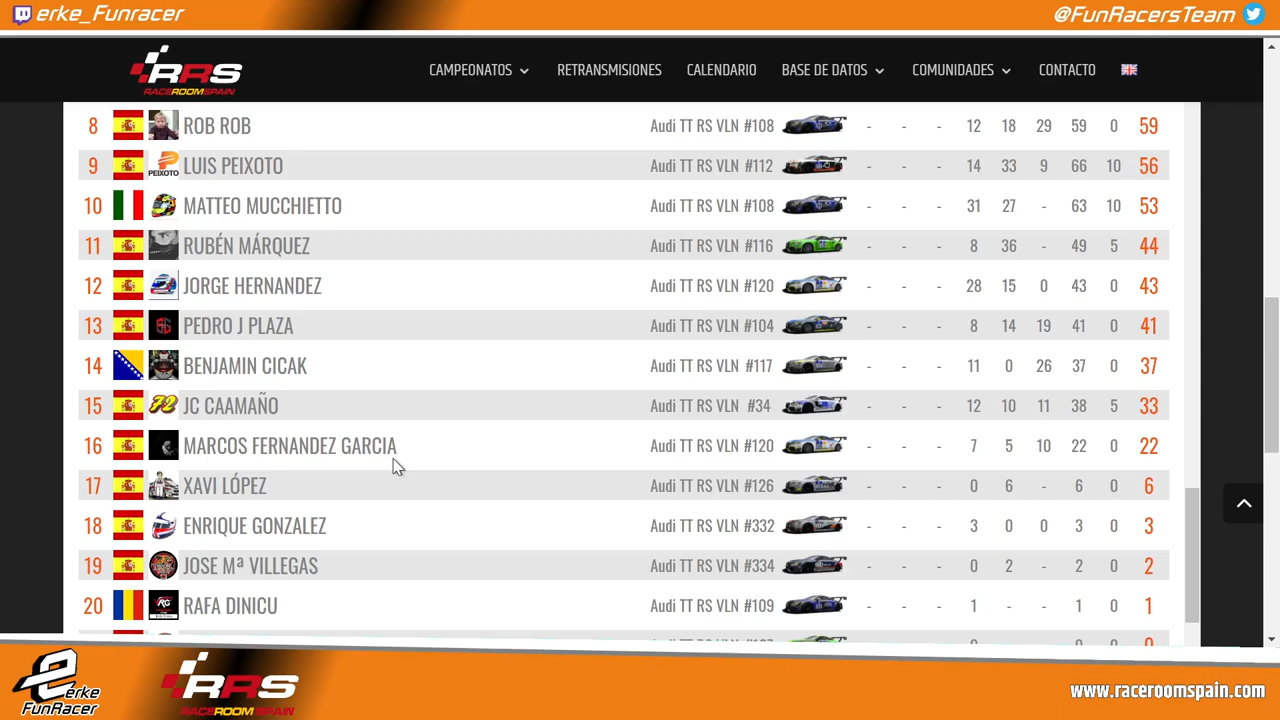 erke_Funracer
@FunRacersTeam
RRS
RACEROOMSPAIN
CAMPEONATOS RETRANSMISIONES CALENDARIO BASE DE DATOS COMUNIDADES CONTACTO
8 ROB ROB Audi TT RS VLN #108 - - - 12 18 29 59 0 59
9 PEIXOTO LUIS PEIXOTO Audi TT RS VLN #112 - - - 14 33 9 66 10 56
10 MATTEO MUCCHIETTO Audi TT RS VLN #108 - - - 31 27 - 63 10 53
11 RUBÉN MÁRQUEZ Audi TT RS VLN #116 - - - 8 36 - 49 5 44
12 JORGE HERNANDEZ Audi TT RS VLN #120 - - - 28 15 0 43 0 43
13 PEDRO J PLAZA Audi TT RS VLN #104 - - - 8 14 19 41 0 41
14 BENJAMIN CICAK Audi TT RS VLN #117 - - - 11 0 26 37 0 37
15 72 JC CAAMAÑO Audi TT RS VLN #34 - - - 12 10 11 38 5 33
16 MARCOS FERNANDEZ GARCIA Audi TT RS VLN #120 - - - 7 5 10 22 0 22
17 XAVI LÓPEZ Audi TT RS VLN #126 - - - 0 6 - 6 0 6
18 ENRIQUE GONZALEZ Audi TT RS VLN #332 - - - 3 0 0 3 0 3
19 JOSE Mª VILLEGAS Audi TT RS VLN #334 - - - 0 2 - 2 0 2
20 RAFA DINICU Audi TT RS VLN #109 - - - 1 - - 1 0 1
e erke
FunRacer
RRS
RACEROOMSPAIN
www.raceroomspain.com